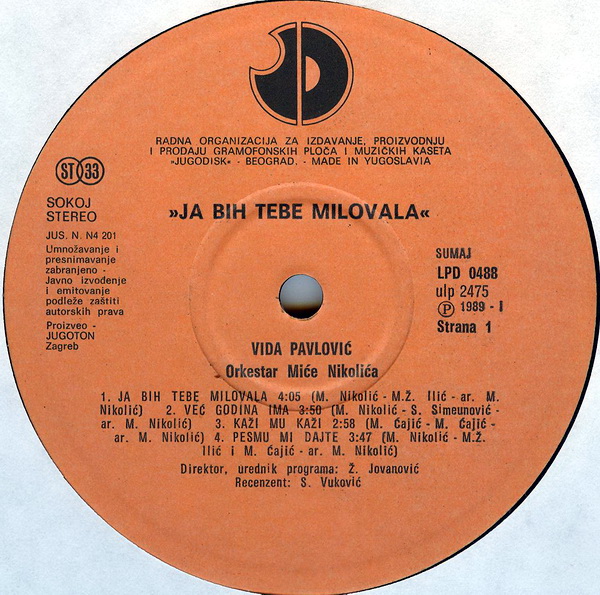 RADNA ORGANIZACIJA ZA IZDAVANJE, PROIZVODNJU
I PRODAJU GRAMOFONSKIH PLOČA I MUZIČKIH KASETA
»JUGODISK« - BEOGRAD. - MADE IN YUGOSLAVIA
ST 33
SOKOJ
STEREO
JUS. N. N4 201
Umnožavanje i
presnimavanje
zabranjeno -
Javno izvođenje
i emitovanje
podleže zaštiti
autorskih prava
Proizveo -
JUGOTON
Zagreb
»JA BIH TEBE MILOVALA«
SUMAJ
LPD 0488
ulp 2475
Ⓟ 1989 - I
Strana 1
VIDA PAVLOVIĆ
Orkestar Miće Nikolića
1. JA BIH TEBE MILOVALA 4:05 (M. Nikolić - M.Ž. Ilić - ar. M.
Nikolić) 2. VEĆ GODINA IMA 3:50 (M. Nikolić - S. Simeunović -
ar. M. Nikolić) 3. KAŽI MU KAŽI 2:58 (M. Ćajić - M. Ćajić -
ar. M. Nikolić) 4. PESMU MI DAJTE 3:47 (M. Nikolić - M.Ž.
Ilić i M. Ćajić - ar. M. Nikolić)
Direktor, urednik programa: Ž. Jovanović
Recenzent: S. Vuković